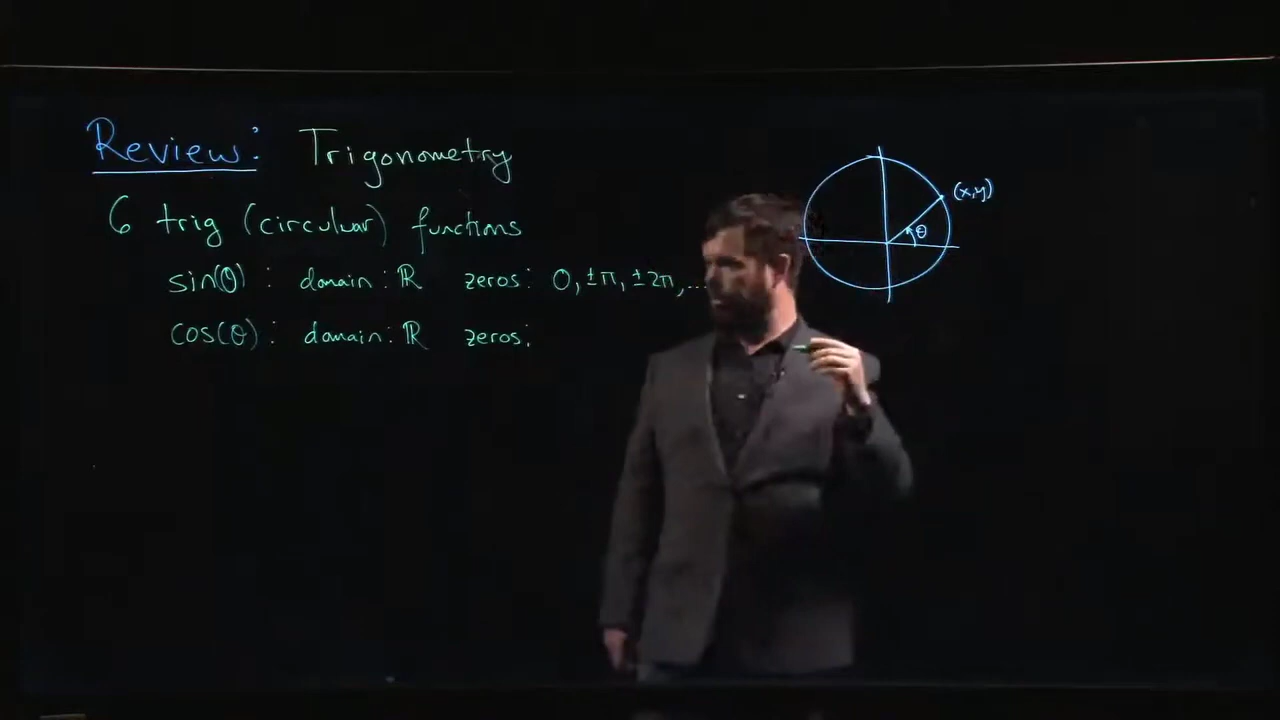 Review: Trigonometry
6 trig (circular) functions
sin(θ) : domain: ℝ zeros: 0, ±π, ±2π, ...
cos(θ) : domain: ℝ zeros:
(x,y)
θ